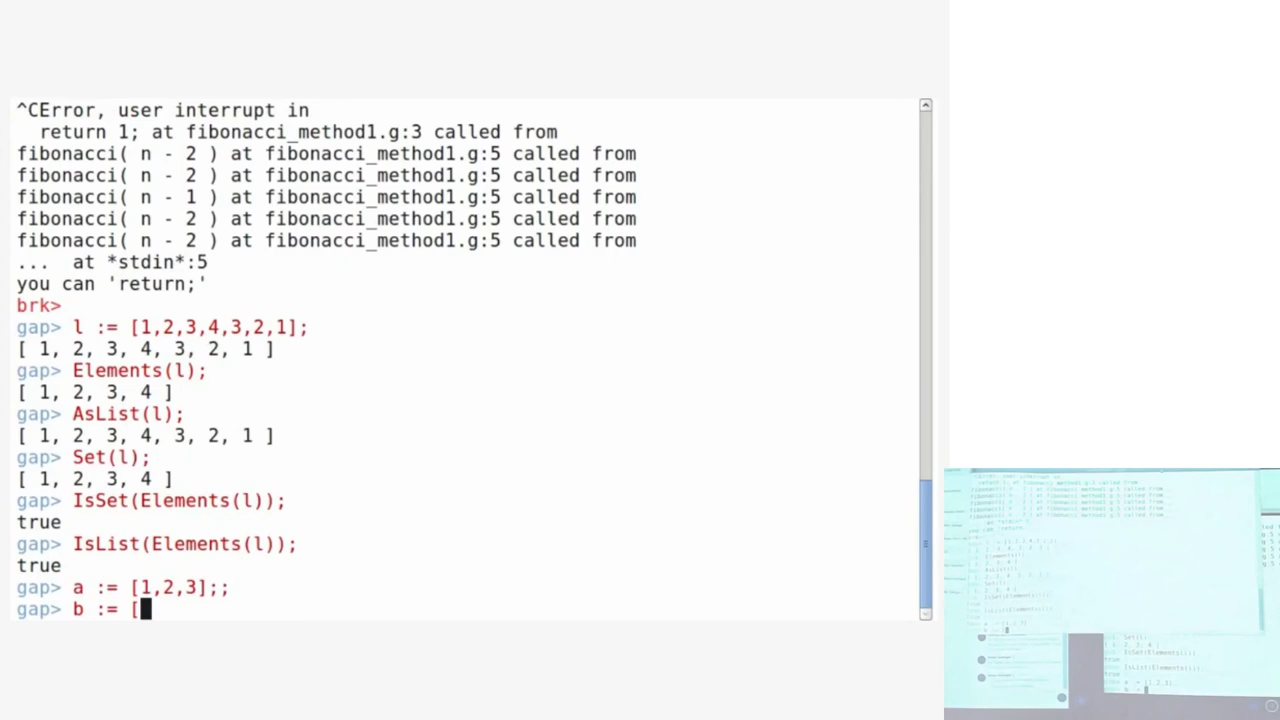 ^CError, user interrupt in
return 1; at fibonacci_method1.g:3 called from
fibonacci( n - 2 ) at fibonacci_method1.g:5 called from
fibonacci( n - 2 ) at fibonacci_method1.g:5 called from
fibonacci( n - 1 ) at fibonacci_method1.g:5 called from
fibonacci( n - 2 ) at fibonacci_method1.g:5 called from
fibonacci( n - 2 ) at fibonacci_method1.g:5 called from
... at *stdin*:5
you can 'return;'
brk>
gap> l := [1,2,3,4,3,2,1];
[ 1, 2, 3, 4, 3, 2, 1 ]
gap> Elements(l);
[ 1, 2, 3, 4 ]
gap> AsList(l);
[ 1, 2, 3, 4, 3, 2, 1 ]
gap> Set(l);
[ 1, 2, 3, 4 ]
gap> IsSet(Elements(l));
true
gap> IsList(Elements(l));
true
gap> a := [1,2,3];;
gap> b := [